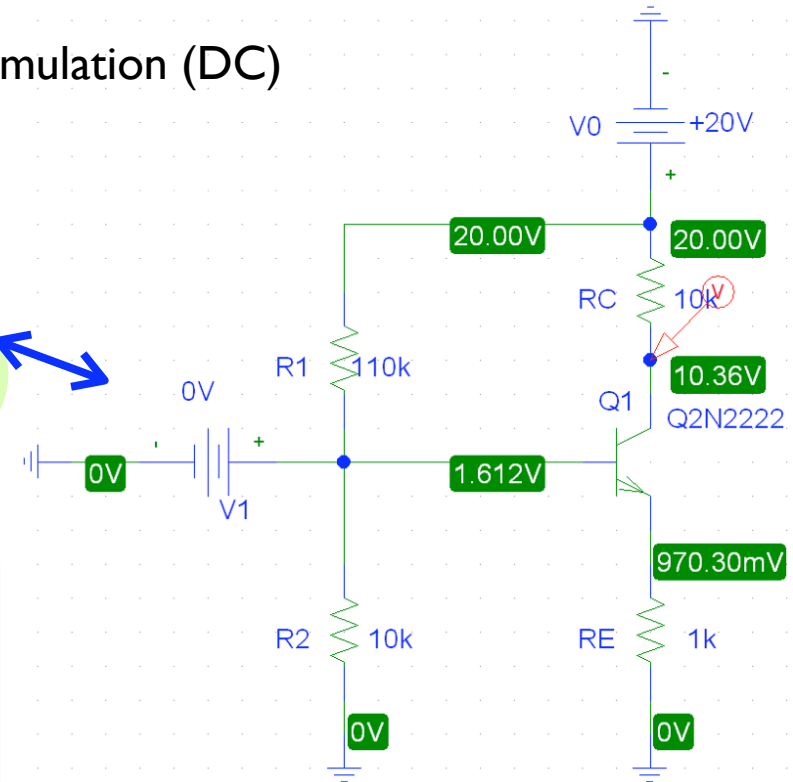 mulation (DC)
-
V0
+20V
+
20.00V
20.00V
RC
10k
V
R1
110k
10.36V
0V
Q1
Q2N2222
-
+
0V
1.612V
V1
970.30mV
R2
10k
RE
1k
0V
0V